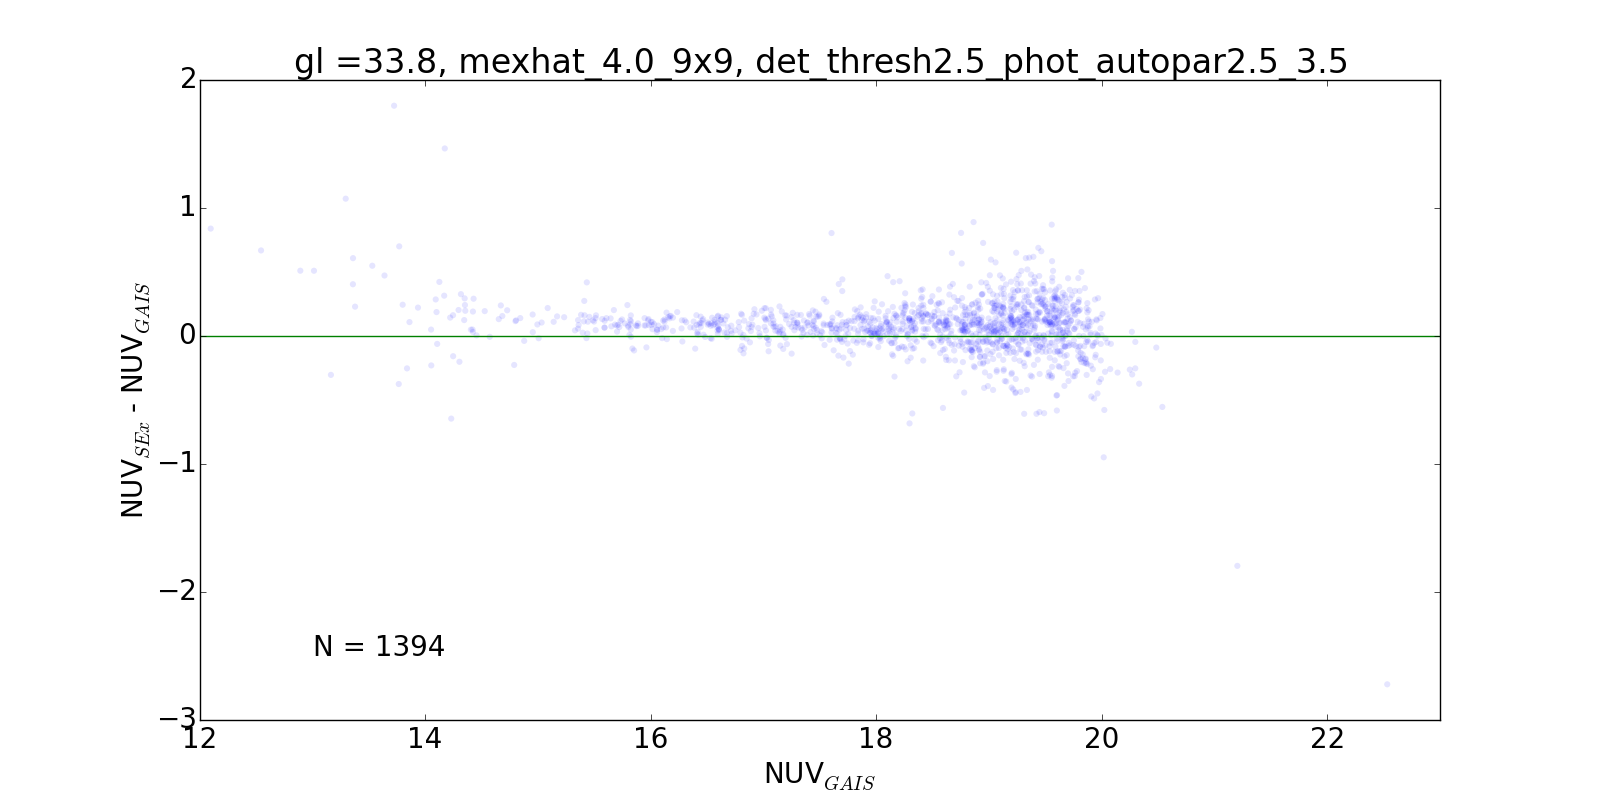 gl =33.8, mexhat_4.0_9x9, det_thresh2.5_phot_autopar2.5_3.5
2
1
0
−1
−2
−3
NUV_SEx - NUV_GAIS
N = 1394
12 14 16 18 20 22
NUV_GAIS